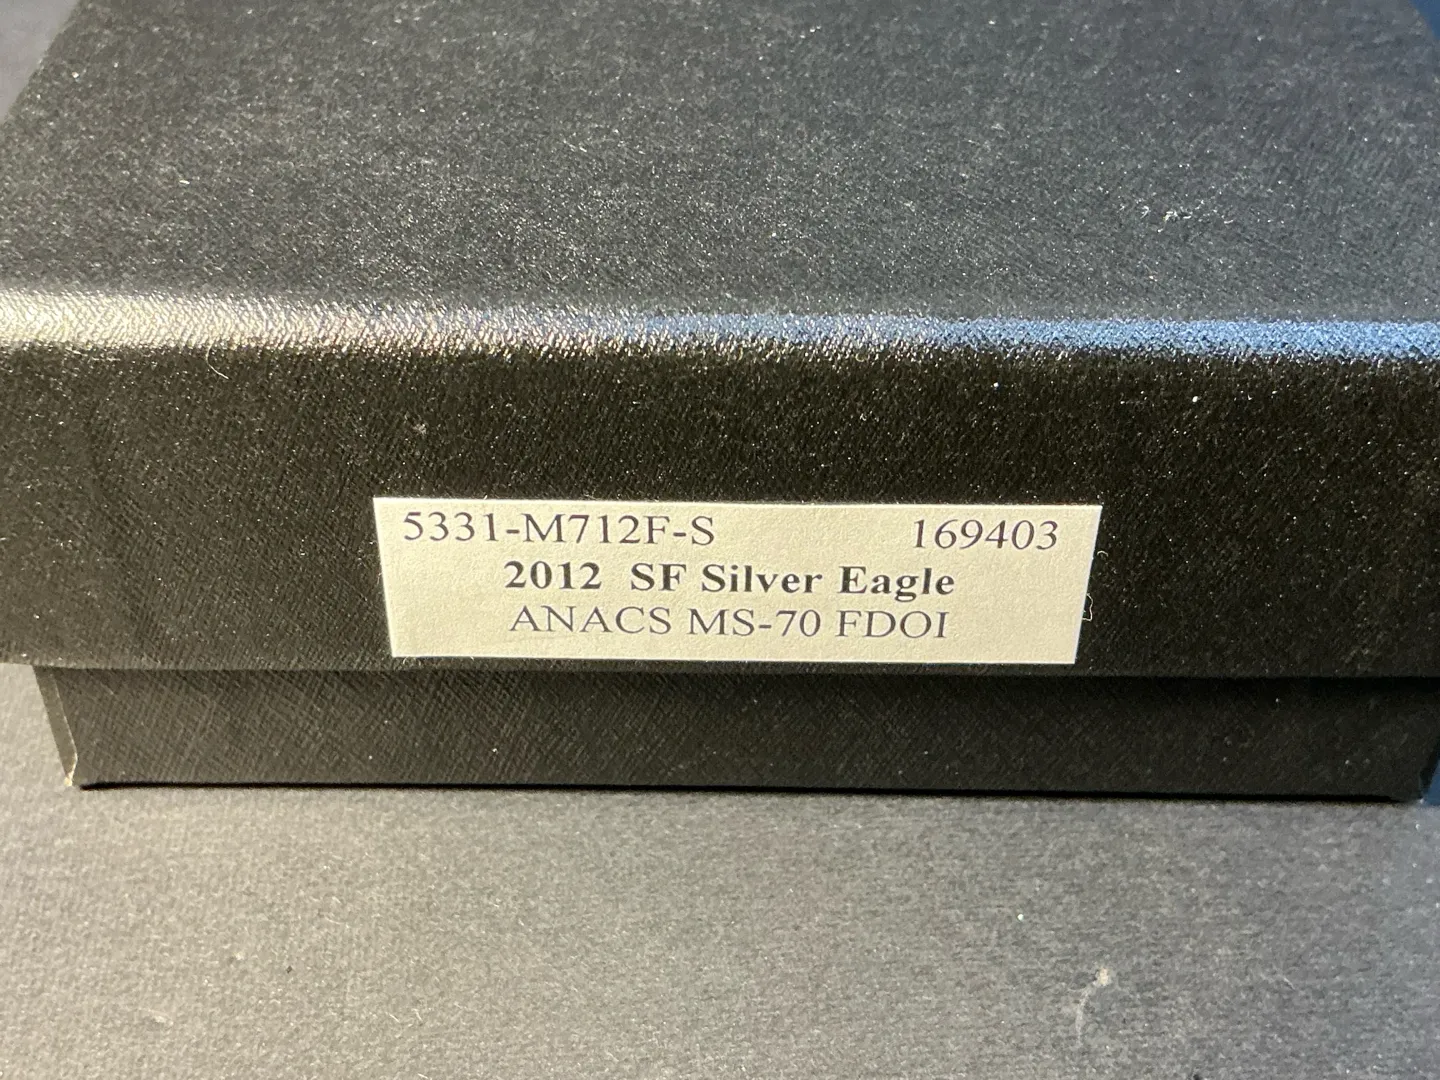 5331-M712F-S 169403
2012 SF Silver Eagle
ANACS MS-70 FDOI